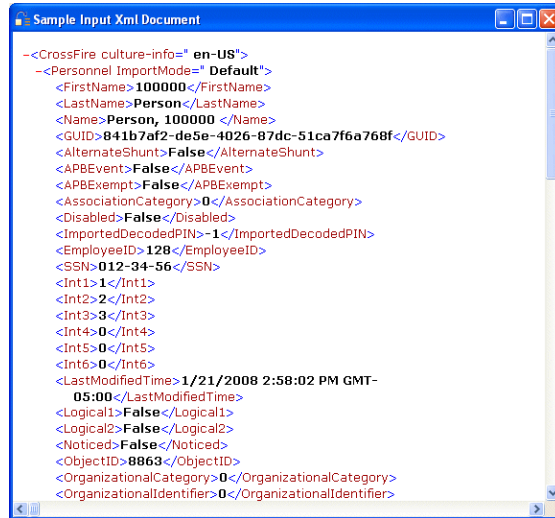 Sample Input Xml Document
-<CrossFire culture-info=" en-US">
-<Personnel ImportMode=" Default">
<FirstName>100000</FirstName>
<LastName>Person</LastName>
<Name>Person, 100000 </Name>
<GUID>841b7af2-de5e-4026-87dc-51ca7f6a768f</GUID>
<AlternateShunt>False</AlternateShunt>
<APBEvent>False</APBEvent>
<APBExempt>False</APBExempt>
<AssociationCategory>0</AssociationCategory>
<Disabled>False</Disabled>
<ImportedDecodedPIN>-1</ImportedDecodedPIN>
<EmployeeID>128</EmployeeID>
<SSN>012-34-56</SSN>
<Int1>1</Int1>
<Int2>2</Int2>
<Int3>3</Int3>
<Int4>0</Int4>
<Int5>0</Int5>
<Int6>0</Int6>
<LastModifiedTime>1/21/2008 2:58:02 PM GMT-
05:00</LastModifiedTime>
<Logical1>False</Logical1>
<Logical2>False</Logical2>
<Noticed>False</Noticed>
<ObjectID>8863</ObjectID>
<OrganizationalCategory>0</OrganizationalCategory>
<OrganizationalIdentifier>0</OrganizationalIdentifier>